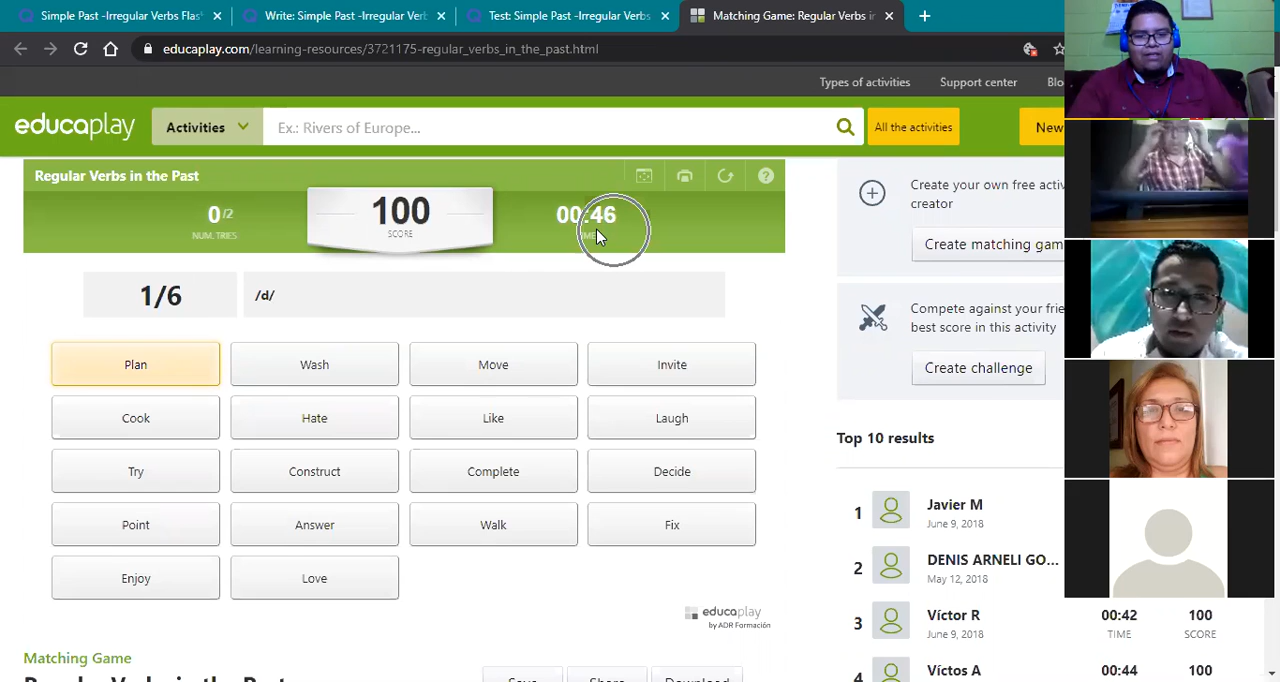 Simple Past -Irregular Verbs Flas
Write: Simple Past -Irregular Verb
Test: Simple Past -Irregular Verbs
Matching Game: Regular Verbs in
educaplay.com/learning-resources/3721175-regular_verbs_in_the_past.html
Types of activities
Support center
Blo
educaplay
Activities
Ex.: Rivers of Europe...
All the activities
New
Regular Verbs in the Past
0/2
NUM. TRIES
100
SCORE
00:46
1/6
/d/
Plan
Wash
Move
Invite
Cook
Hate
Like
Laugh
Try
Construct
Complete
Decide
Point
Answer
Walk
Fix
Enjoy
Love
educaplay
by ADR Formación
Matching Game
Create your own free activ
creator
Create matching gam
Compete against your frie
best score in this activity
Create challenge
Top 10 results
1
Javier M
June 9, 2018
2
DENIS ARNELI GO...
May 12, 2018
3
Víctor R
June 9, 2018
00:42
TIME
100
SCORE
4
Víctos A
00:44
100